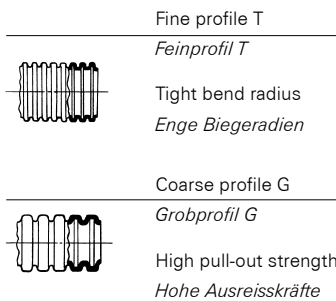 Fine profile T
Feinprofil T
Tight bend radius
Enge Biegeradien
Coarse profile G
Grobprofil G
High pull-out strength
Hohe Ausreisskräfte